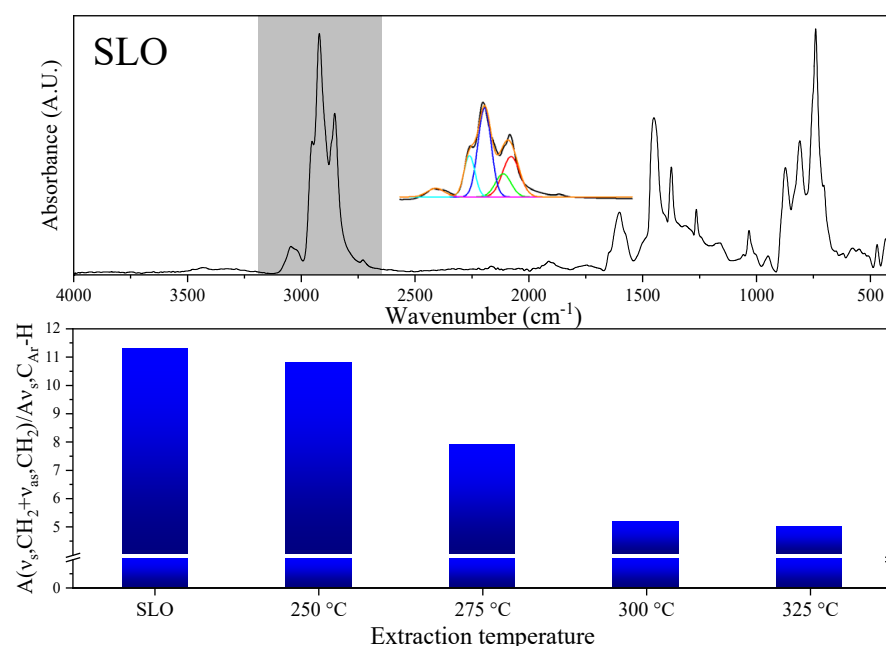 SLO
Absorbance (A.U.)
4000 3500 3000 2500 2000 1500 1000 500
Wavenumber (cm⁻¹)
12
11
10
9
8
7
6
5
0
A(νₛ,CH₂+νₐₛ,CH₂)/Aνₛ,C_Ar-H
SLO 250 °C 275 °C 300 °C 325 °C
Extraction temperature